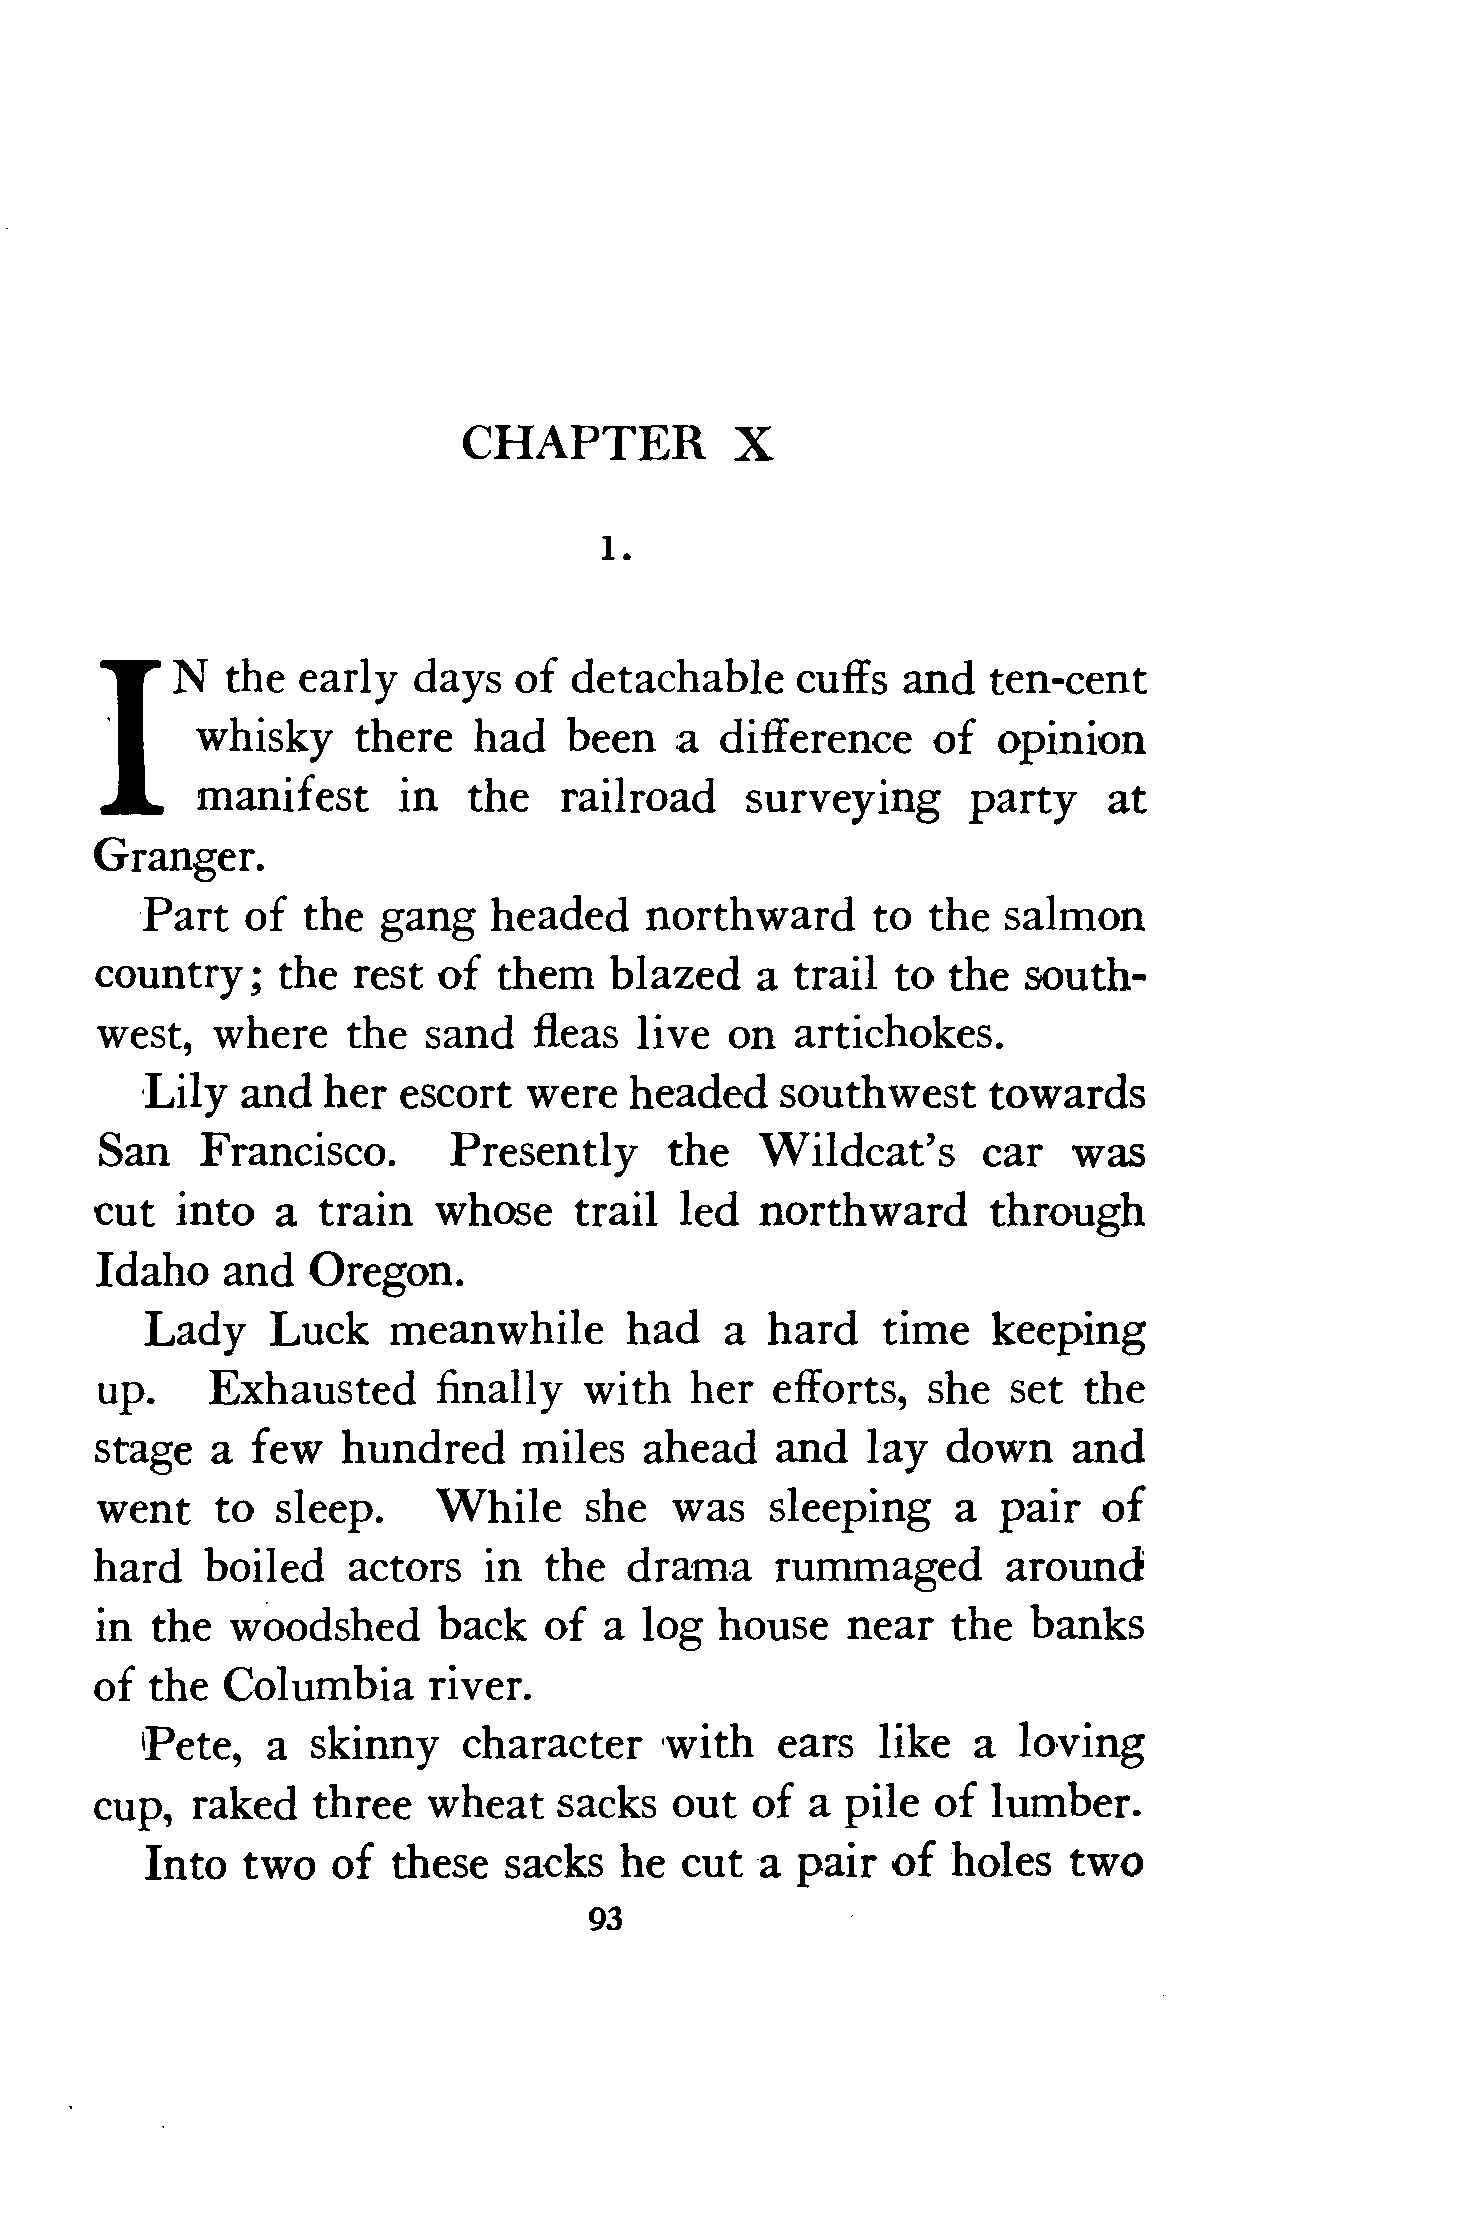 CHAPTER X
1.
IN the early days of detachable cuffs and ten-cent
whisky there had been a difference of opinion
manifest in the railroad surveying party at
Granger.
Part of the gang headed northward to the salmon
country; the rest of them blazed a trail to the south-
west, where the sand fleas live on artichokes.
Lily and her escort were headed southwest towards
San Francisco. Presently the Wildcat's car was
cut into a train whose trail led northward through
Idaho and Oregon.
Lady Luck meanwhile had a hard time keeping
up. Exhausted finally with her efforts, she set the
stage a few hundred miles ahead and lay down and
went to sleep. While she was sleeping a pair of
hard boiled actors in the drama rummaged around
in the woodshed back of a log house near the banks
of the Columbia river.
Pete, a skinny character with ears like a loving
cup, raked three wheat sacks out of a pile of lumber.
Into two of these sacks he cut a pair of holes two
93